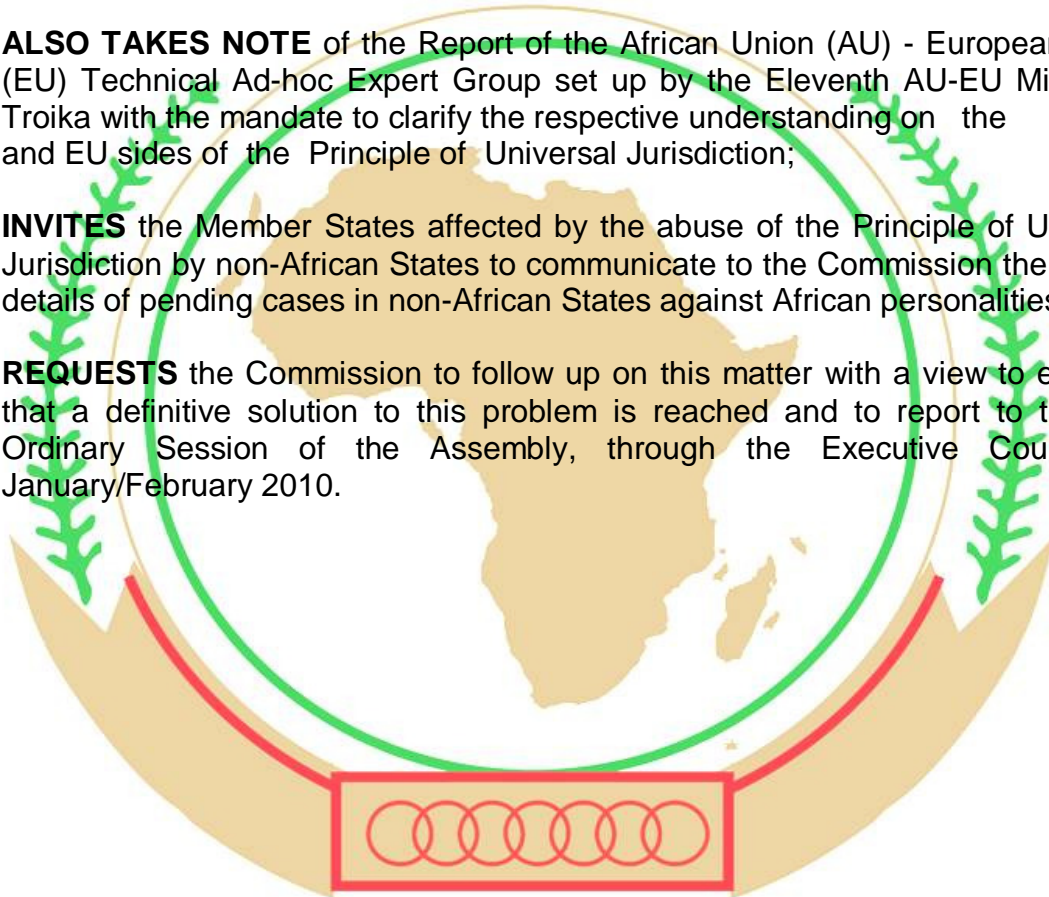 ALSO TAKES NOTE of the Report of the African Union (AU) - European
(EU) Technical Ad-hoc Expert Group set up by the Eleventh AU-EU Mi
Troika with the mandate to clarify the respective understanding on the
and EU sides of the Principle of Universal Jurisdiction;
INVITES the Member States affected by the abuse of the Principle of U
Jurisdiction by non-African States to communicate to the Commission the
details of pending cases in non-African States against African personalities
REQUESTS the Commission to follow up on this matter with a view to e
that a definitive solution to this problem is reached and to report to t
Ordinary Session of the Assembly, through the Executive Cou
January/February 2010.